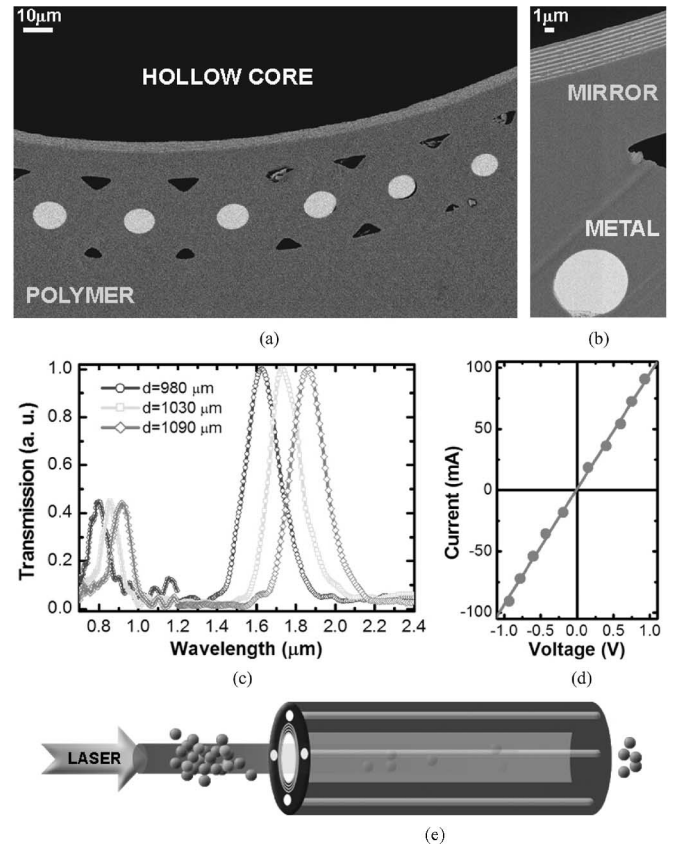 10μm
HOLLOW CORE
POLYMER
(a)
1μm
MIRROR
METAL
(b)
Transmission (a. u.)
1.0
0.8
0.6
0.4
0.2
0.0
d=980 μm
d=1030 μm
d=1090 μm
0.8 1.0 1.2 1.4 1.6 1.8 2.0 2.2 2.4
Wavelength (μm)
(c)
Current (mA)
100
50
0
-50
-100
-1.0 -0.5 0.0 0.5 1.0
Voltage (V)
(d)
LASER
(e)